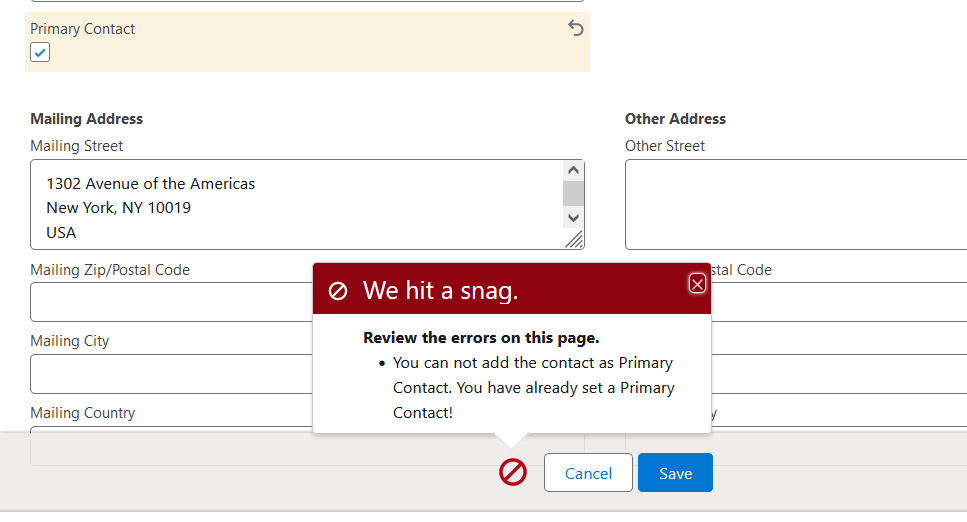 Primary Contact
Mailing Address
Mailing Street
1302 Avenue of the Americas
New York, NY 10019
USA
Mailing Zip/Postal Code
Mailing City
Mailing Country
Other Address
Other Street
stal Code
y
We hit a snag.
Review the errors on this page.
• You can not add the contact as Primary
Contact. You have already set a Primary
Contact!
Cancel
Save